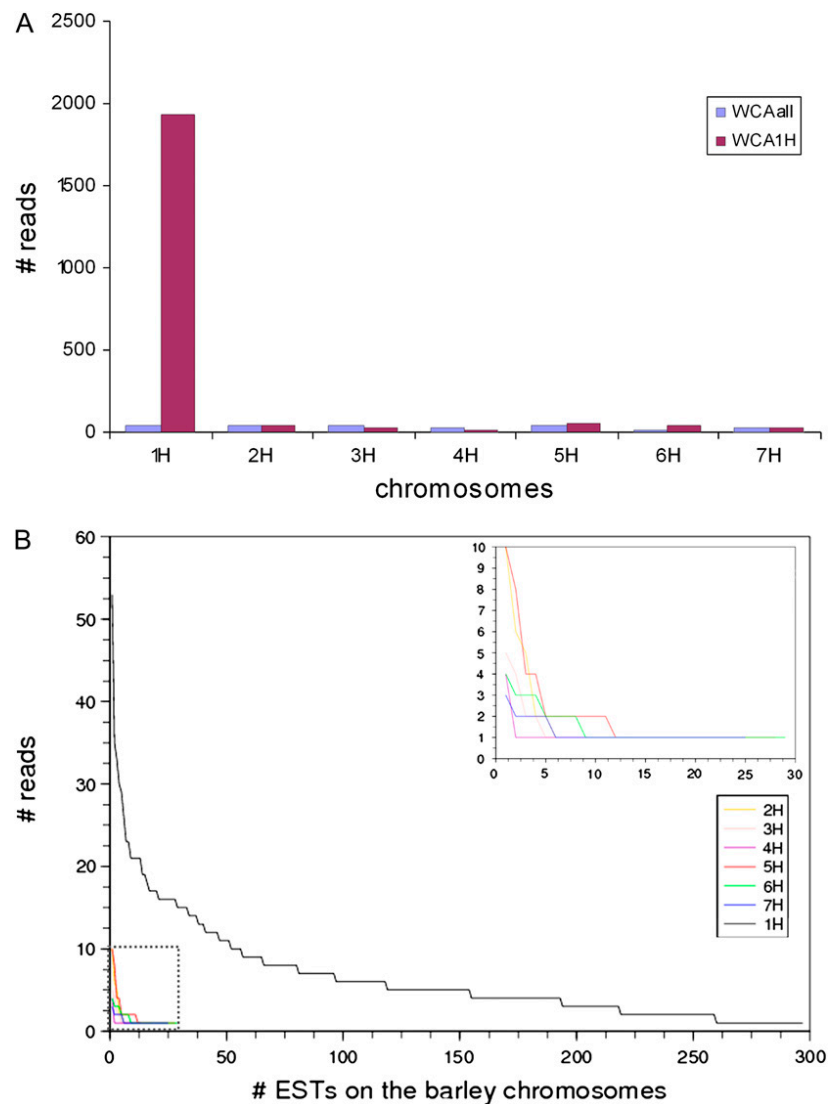 A
2500
2000
1500
1000
500
0
# reads
WCAall
WCA1H
1H 2H 3H 4H 5H 6H 7H
chromosomes
B
60
50
40
30
20
10
0
# reads
10
9
8
7
6
5
4
3
2
1
0
0 5 10 15 20 25 30
2H
3H
4H
5H
6H
7H
1H
0 50 100 150 200 250 300
# ESTs on the barley chromosomes